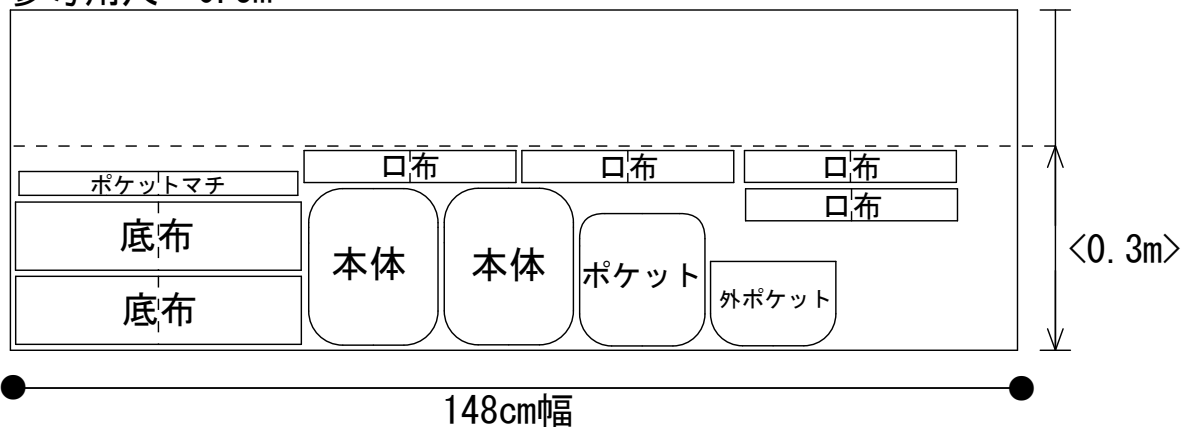 口布 口布 口布
ポケットマチ
口布
底布
本体 本体 ポケット
<0.3m>
外ポケット
底布
148cm幅